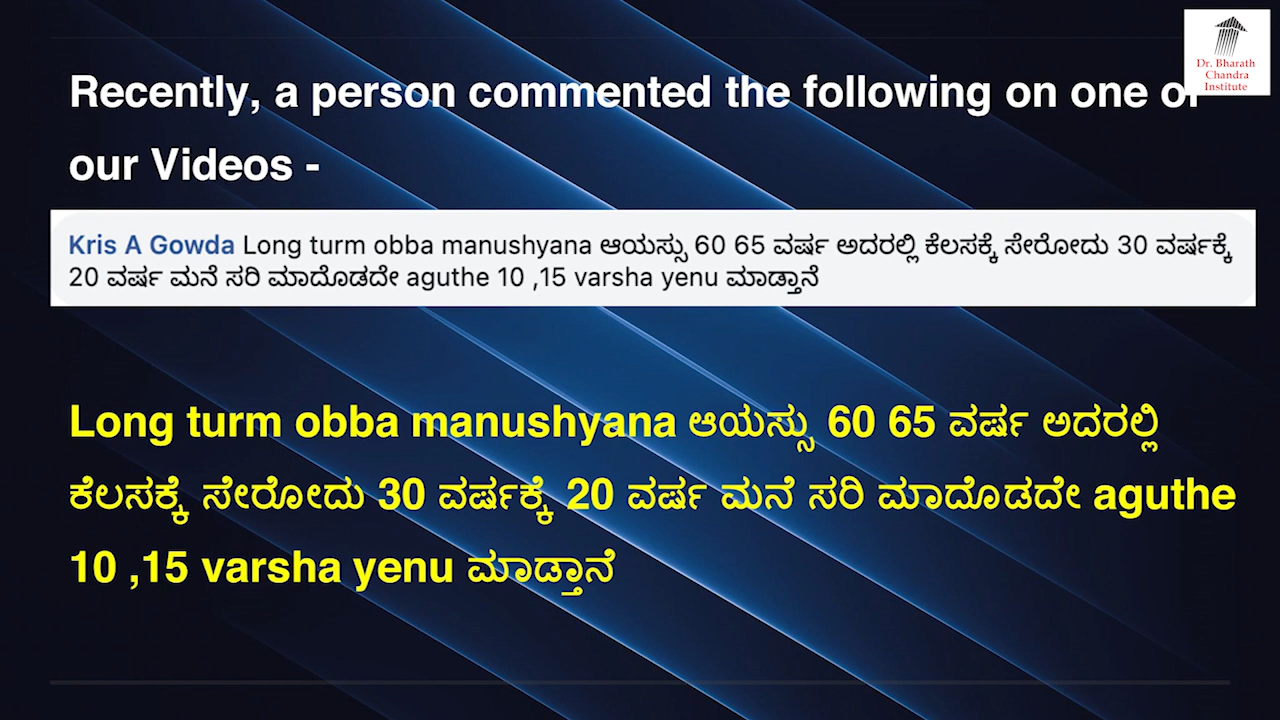 Dr. Bharath
Chandra
Institute
Recently, a person commented the following on one of
our Videos -
Kris A Gowda Long turm obba manushyana ಆಯಸ್ಸು 60 65 ವರ್ಷ ಅದರಲ್ಲಿ ಕೆಲಸಕ್ಕೆ ಸೇರೋದು 30 ವರ್ಷಕ್ಕೆ
20 ವರ್ಷ ಮನೆ ಸರಿ ಮಾದೊಡದೇ aguthe 10 ,15 varsha yenu ಮಾಡ್ತಾನೆ
Long turm obba manushyana ಆಯಸ್ಸು 60 65 ವರ್ಷ ಅದರಲ್ಲಿ
ಕೆಲಸಕ್ಕೆ ಸೇರೋದು 30 ವರ್ಷಕ್ಕೆ 20 ವರ್ಷ ಮನೆ ಸರಿ ಮಾದೊಡದೇ aguthe
10 ,15 varsha yenu ಮಾಡ್ತಾನೆ